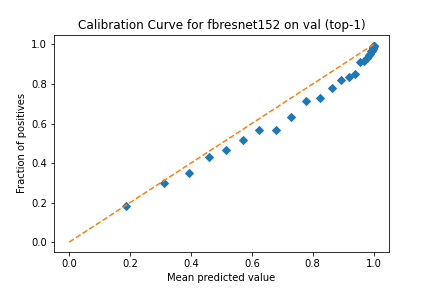 Calibration Curve for fbresnet152 on val (top-1)
1.0
0.8
0.6
0.4
0.2
0.0
Fraction of positives
0.0 0.2 0.4 0.6 0.8 1.0
Mean predicted value